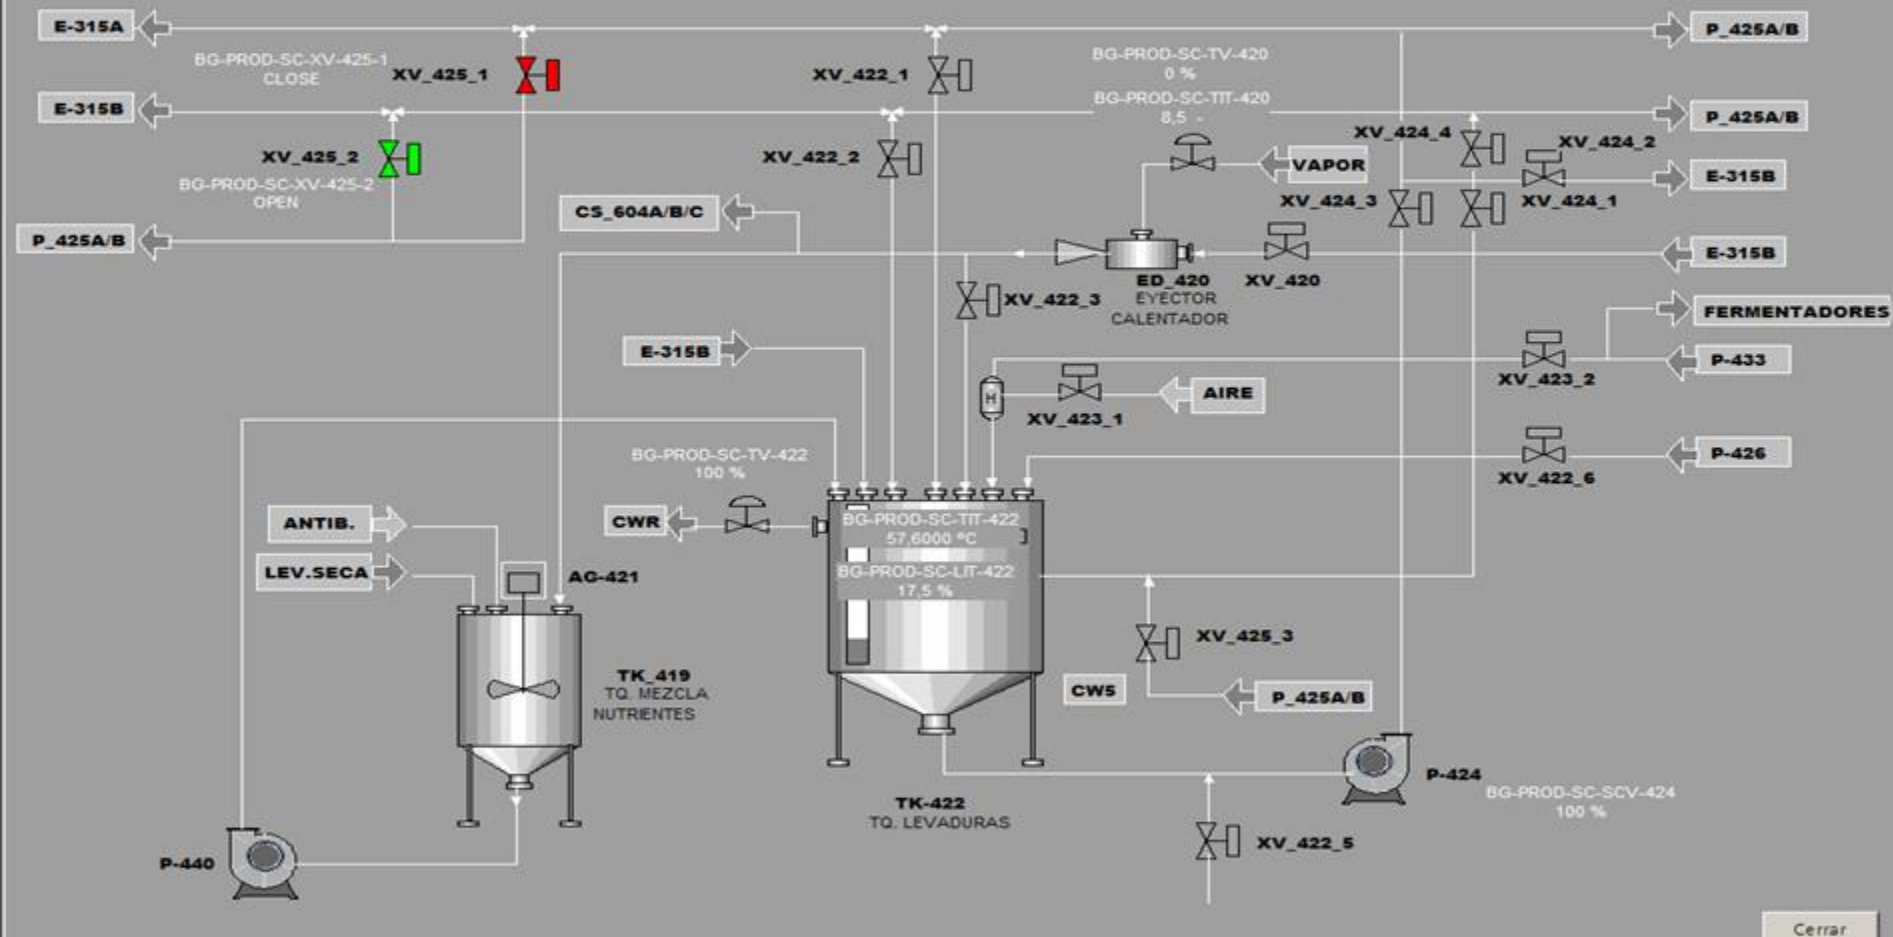 E-315A
P_425A/B
BG-PROD-SC-XV-425-1
CLOSE
XV_425_1
XV_422_1
BG-PROD-SC-TV-420
0 %
BG-PROD-SC-TIT-420
8,5 -
E-315B
P_425A/B
XV_425_2
BG-PROD-SC-XV-425-2
OPEN
XV_422_2
XV_424_4
XV_424_2
VAPOR
E-315B
CS_604A/B/C
XV_424_3
XV_424_1
P_425A/B
E-315B
ED_420
EYECTOR
CALENTADOR
XV_420
XV_422_3
FERMENTADORES
E-315B
P-433
XV_423_2
AIRE
H
XV_423_1
BG-PROD-SC-TV-422
100 %
P-426
XV_422_6
ANTIB.
CWR
BG-PROD-SC-TIT-422
57,6000 ºC
LEV.SECA
AG-421
BG-PROD-SC-LIT-422
17,5 %
XV_425_3
TK_419
TQ. MEZCLA
NUTRIENTES
CW5
P_425A/B
P-424
BG-PROD-SC-SCV-424
100 %
TK-422
TQ. LEVADURAS
XV_422_5
P-440
Cerrar